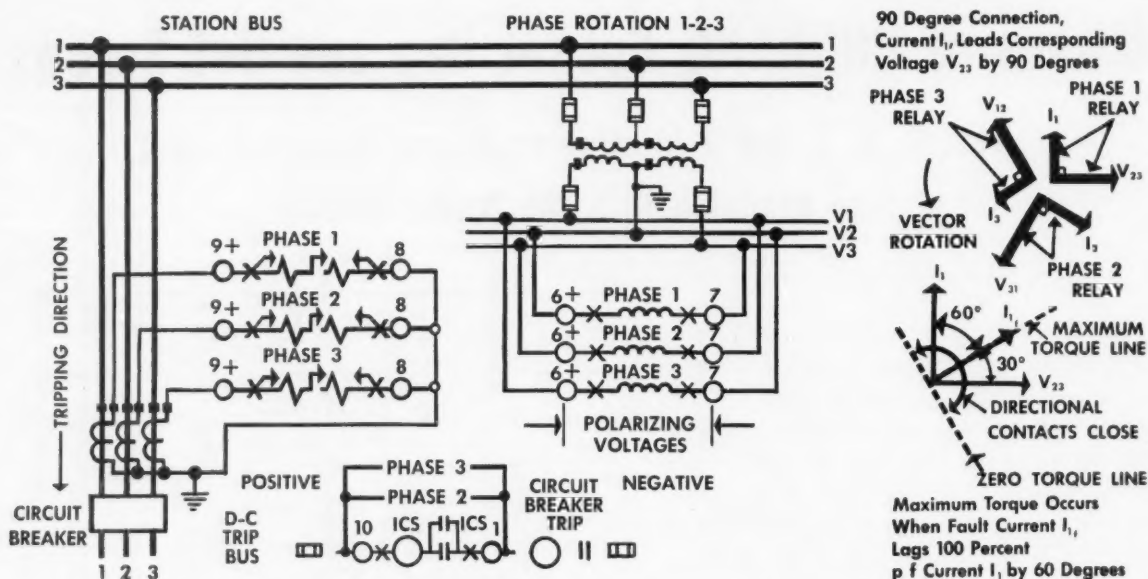 STATION BUS
PHASE ROTATION 1-2-3
1
2
3
1
2
3
V1
V2
V3
9+
PHASE 1
8
9+
PHASE 2
8
9+
PHASE 3
8
TRIPPING DIRECTION
6+
PHASE 1
7
6+
PHASE 2
7
6+
PHASE 3
7
POLARIZING
VOLTAGES
POSITIVE
D-C
TRIP
BUS
PHASE 3
PHASE 2
10
ICS
ICS
1
CIRCUIT
BREAKER
TRIP
NEGATIVE
CIRCUIT
BREAKER
1 2 3
90 Degree Connection,
Current I₁, Leads Corresponding
Voltage V₂₃ by 90 Degrees
PHASE 3
RELAY
V₁₂
I₁
PHASE 1
RELAY
V₂₃
I₃
I₂
VECTOR
ROTATION
PHASE 2
RELAY
V₃₁
I₁
60°
I₁f
MAXIMUM
TORQUE LINE
30°
V₂₃
DIRECTIONAL
CONTACTS CLOSE
ZERO TORQUE LINE
Maximum Torque Occurs
When Fault Current I₁f
Lags 100 Percent
p f Current I₁ by 60 Degrees